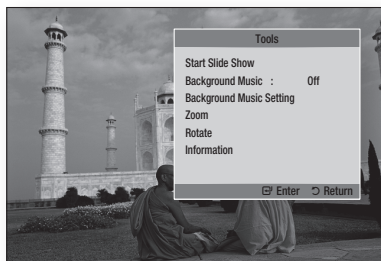 Tools
Start Slide Show
Background Music : Off
Background Music Setting
Zoom
Rotate
Information
Enter Return